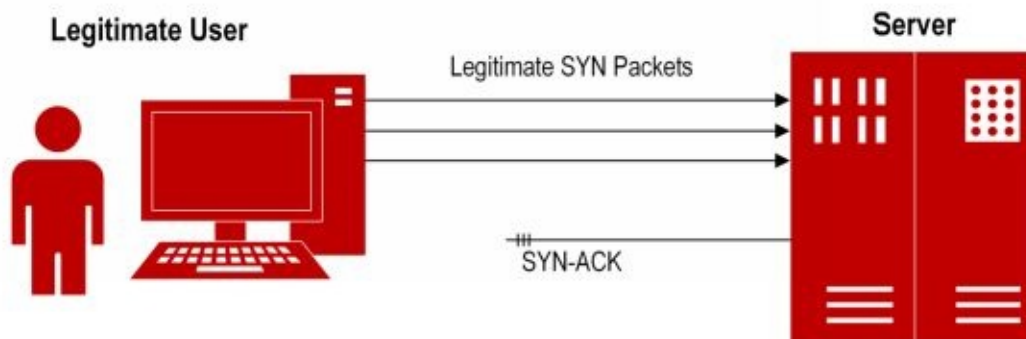 Legitimate User
Server
Legitimate SYN Packets
SYN-ACK